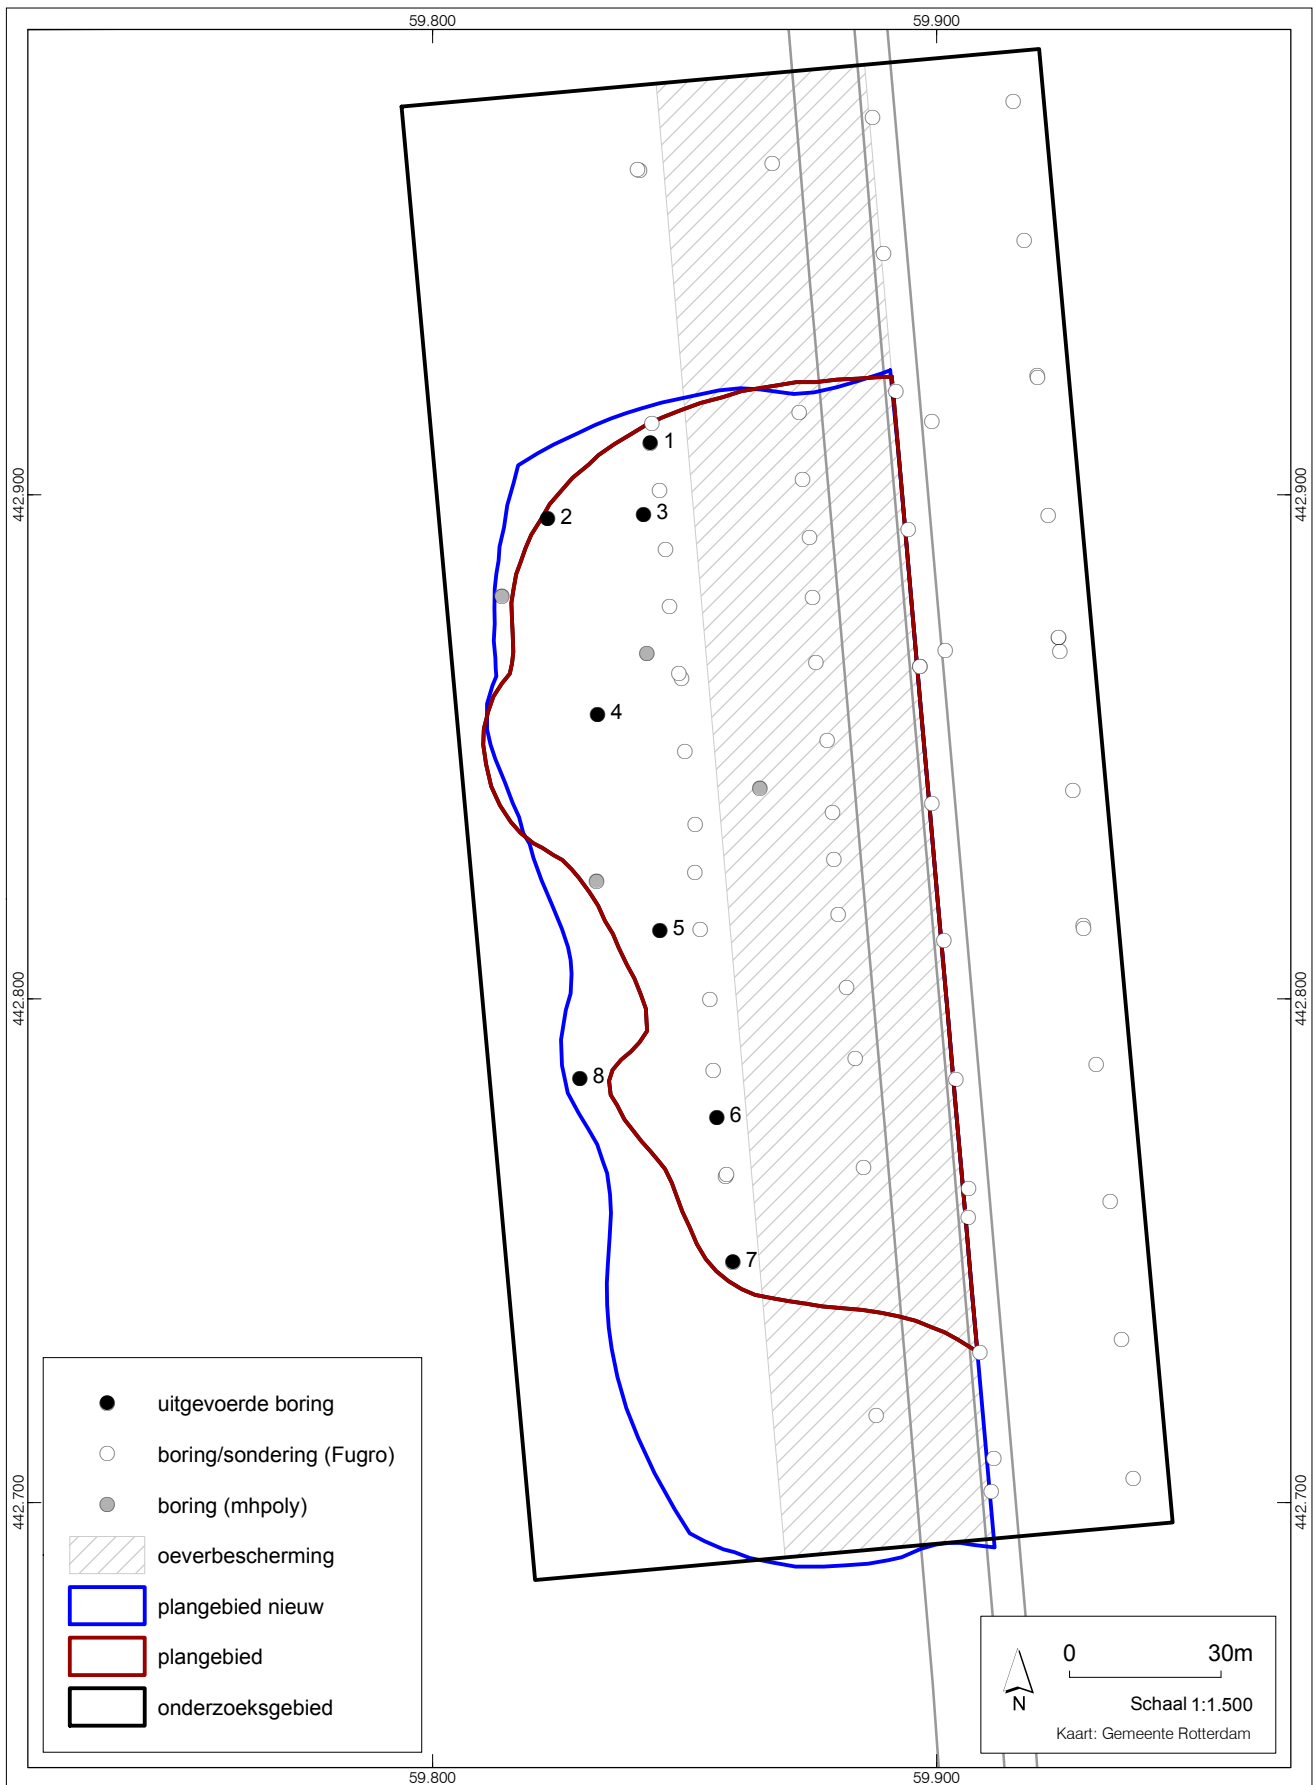 59.800
59.900
442.900
442.900
1
3
2
4
5
442.800
442.800
8
6
7
uitgevoerde boring
boring/sondering (Fugro)
boring (mhpoly)
442.700
442.700
oeverbescherming
plangebied nieuw
plangebied
onderzoeksgebied
0 30m
N
Schaal 1:1.500
Kaart: Gemeente Rotterdam
59.800
59.900